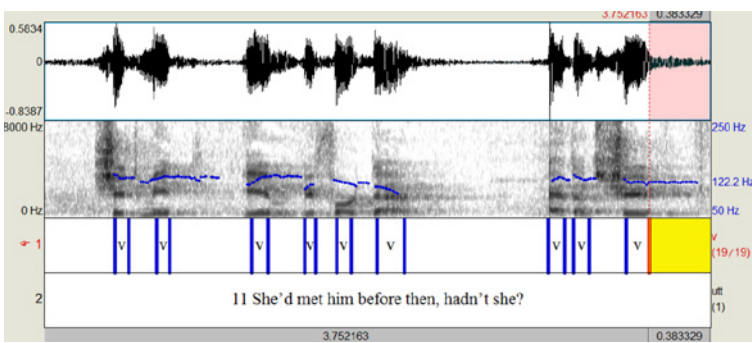 3.752163 0.383329
0.5634
0
-0.8387
8000 Hz 250 Hz
122.2 Hz
0 Hz 50 Hz
1 v v v v v v v v v v
(19/19)
2 11 She'd met him before then, hadn't she? utt
(1)
3.752163 0.383329